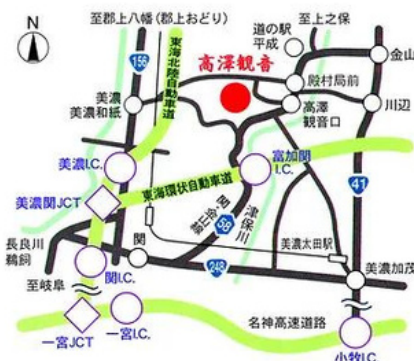 至郡上八幡(郡上おどり)
道の駅
平成
至上之保
N
156
東海北陸自動車道
高澤観音
殿村局前
金山
美濃
美濃和紙
高澤
観音口
川辺
美濃I.C.
富加関
I.C.
東海環状自動車道
美濃関JCT
41
関金山線
58
津保川
長良川
鵜飼
関
美濃太田駅
至岐阜
関I.C.
248
美濃加茂
名神高速道路
一宮JCT
一宮I.C.
小牧I.C.